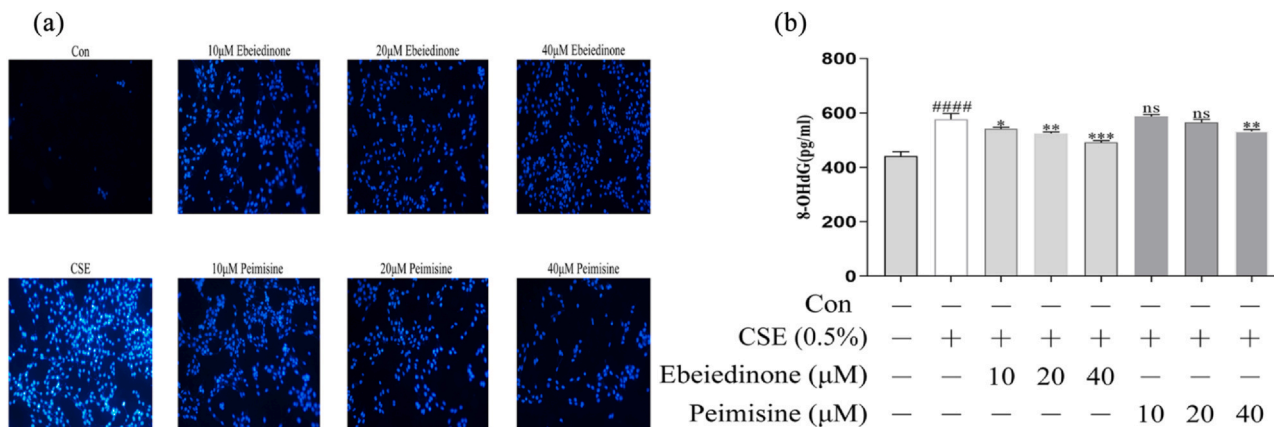 (a)
Con 10μM Ebeiedinone 20μM Ebeiedinone 40μM Ebeiedinone
CSE 10μM Peimisine 20μM Peimisine 40μM Peimisine
(b)
8-OHdG(pg/ml)
800
600
400
200
0
#### * ** *** ns ns **
Con — — — — — — — —
CSE (0.5%) — + + + + + + +
Ebeiedinone (μM) — — 10 20 40 — — —
Peimisine (μM) — — — — — 10 20 40